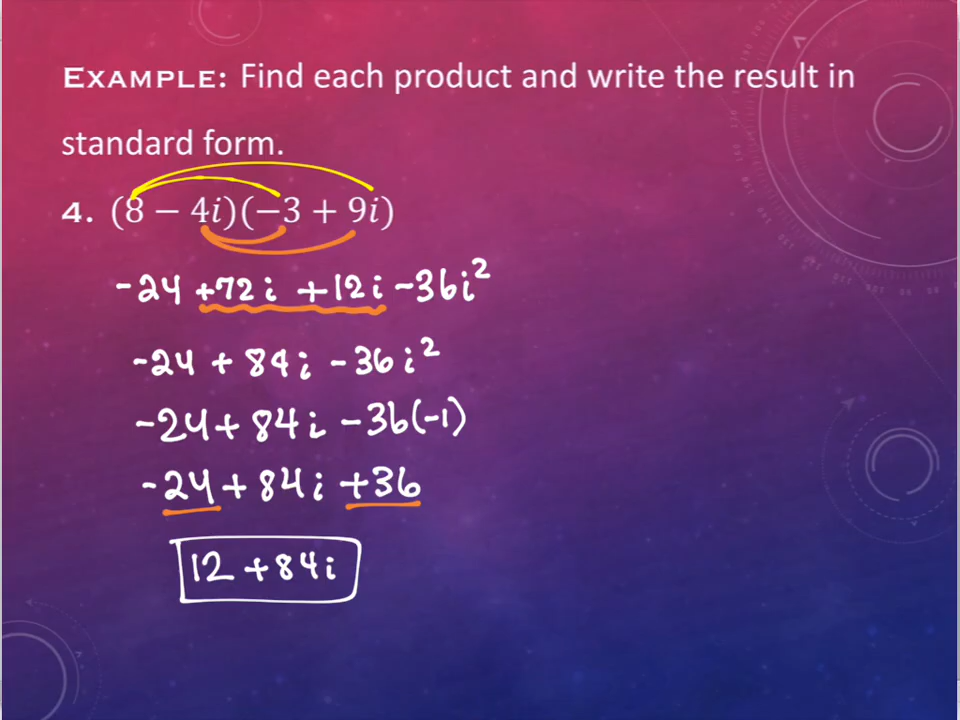 EXAMPLE: Find each product and write the result in
standard form.
4. (8 − 4i)(−3 + 9i)
-24 +72i +12i -36i²
-24 + 84i - 36i²
-24 + 84i -36(-1)
-24 + 84i +36
12 + 84i